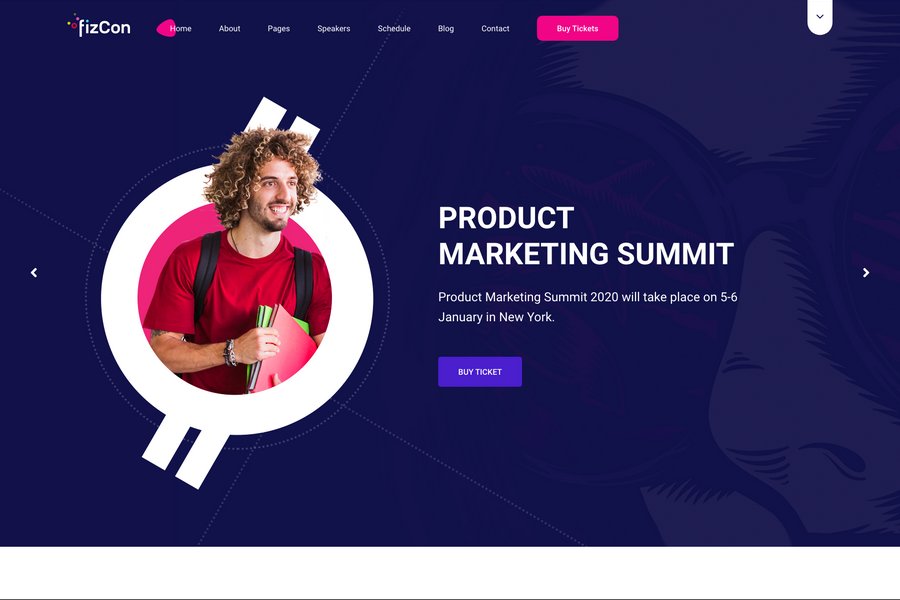 fizCon
Home About Pages Speakers Schedule Blog Contact Buy Tickets
PRODUCT
MARKETING SUMMIT
Product Marketing Summit 2020 will take place on 5-6
January in New York.
BUY TICKET